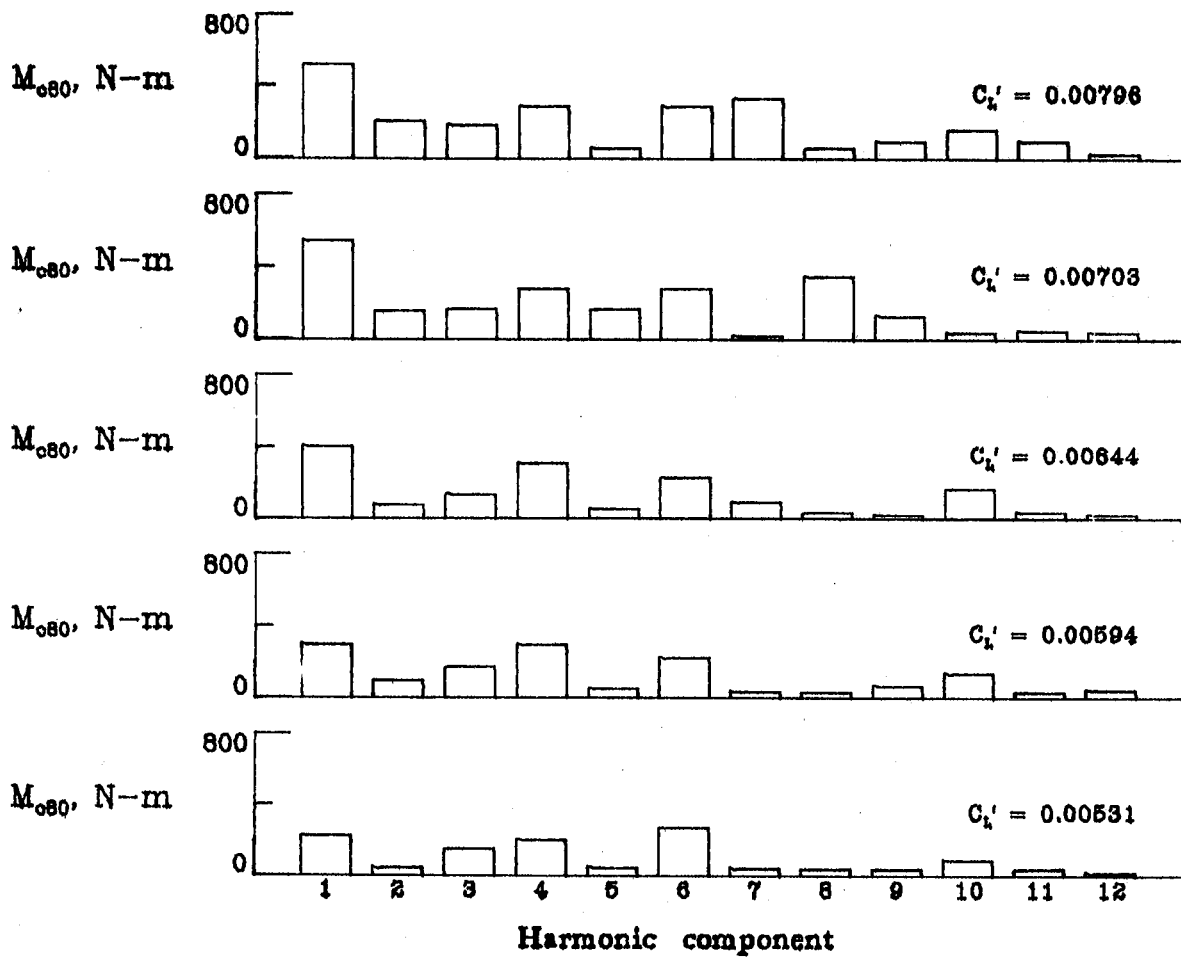 800
M_c80, N-m
C_L' = 0.00796
0
800
M_c80, N-m
C_L' = 0.00703
0
800
M_c80, N-m
C_L' = 0.00644
0
800
M_c80, N-m
C_L' = 0.00594
0
800
M_c80, N-m
C_L' = 0.00531
0
1 2 3 4 5 6 7 8 9 10 11 12
Harmonic component